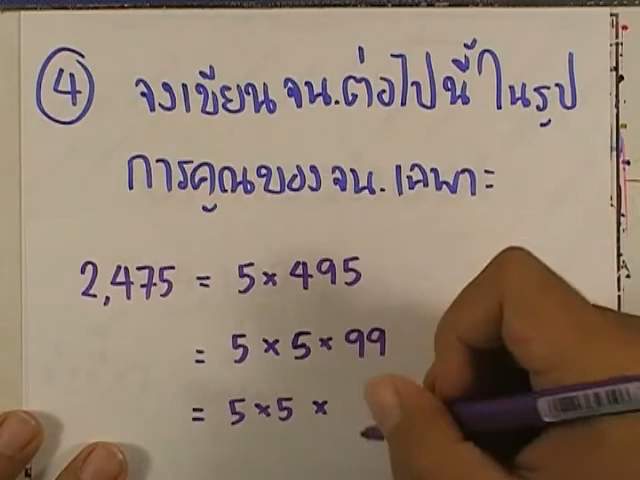 4 จงเขียน จน.ต่อไปนี้ ในรูป
การคูณของ จน.เฉพาะ
2,475 = 5 × 495
= 5 × 5 × 99
= 5 × 5 ×